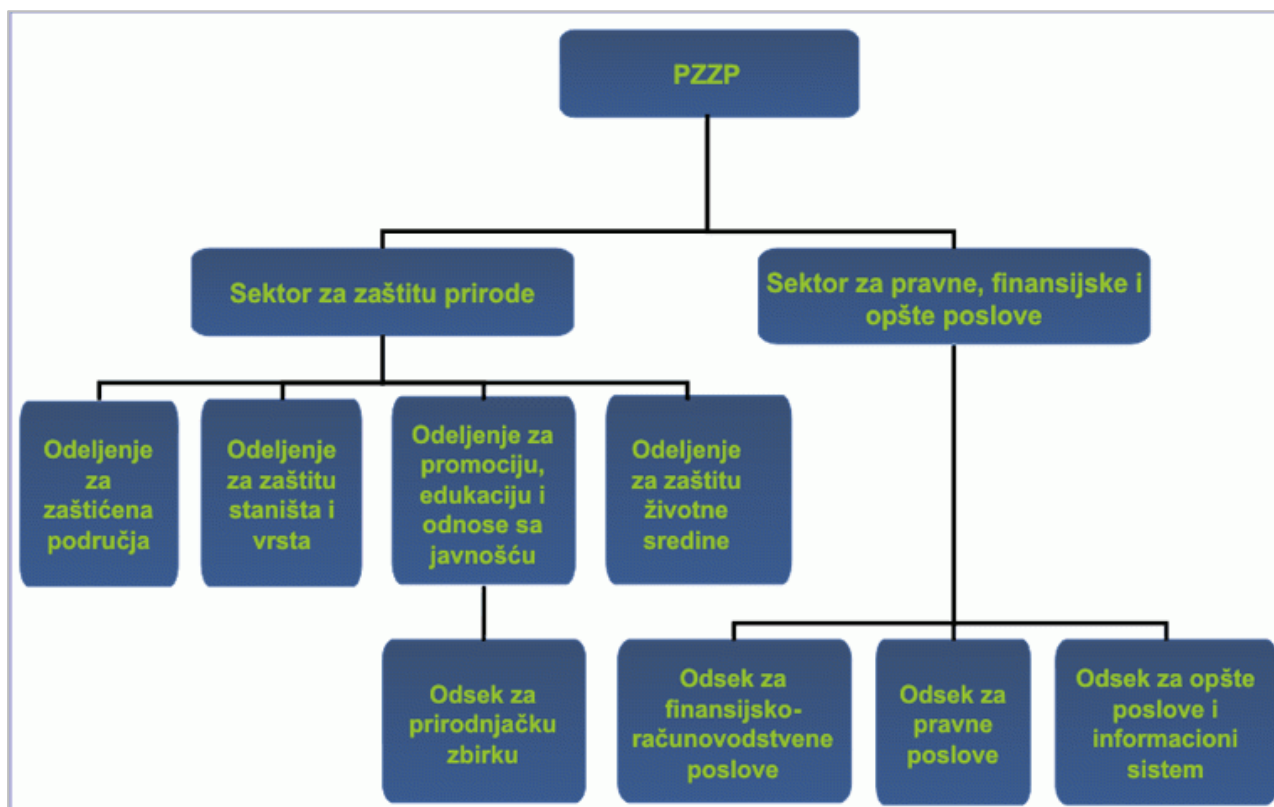 PZZP
Sektor za zaštitu prirode
Sektor za pravne, finansijske i
opšte poslove
Odeljenje
za
zaštićena
područja
Odeljenje
za zaštitu
staništa i
vrsta
Odeljenje za
promociju,
edukaciju i
odnose sa
javnošću
Odeljenje
za zaštitu
životne
sredine
Odsek za
prirodnjačku
zbirku
Odsek za
finansijsko-
računovodstvene
poslove
Odsek za
pravne
poslove
Odsek za opšte
poslove i
informacioni
sistem